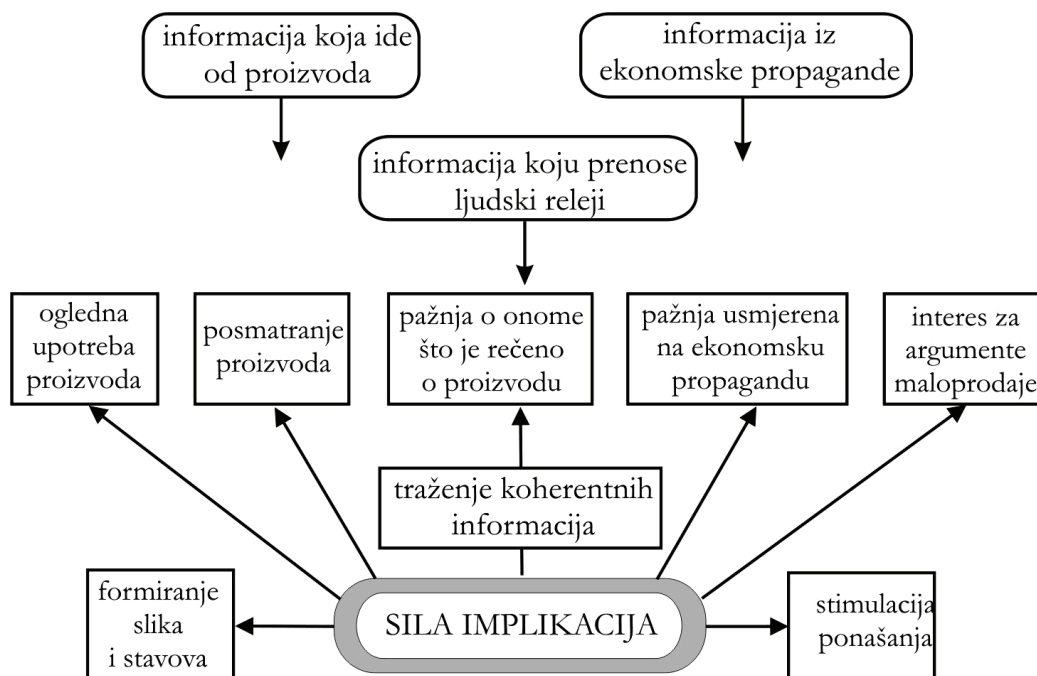 informacija koja ide
od proizvoda
informacija iz
ekonomske propagande
informacija koju prenose
ljudski releji
ogledna
upotreba
proizvoda
posmatranje
proizvoda
pažnja o onome
što je rečeno
o proizvodu
pažnja usmjerena
na ekonomsku
propagandu
interes za
argumente
maloprodaje
traženje koherentnih
informacija
formiranje
slika
i stavova
SILA IMPLIKACIJA
stimulacija
ponašanja